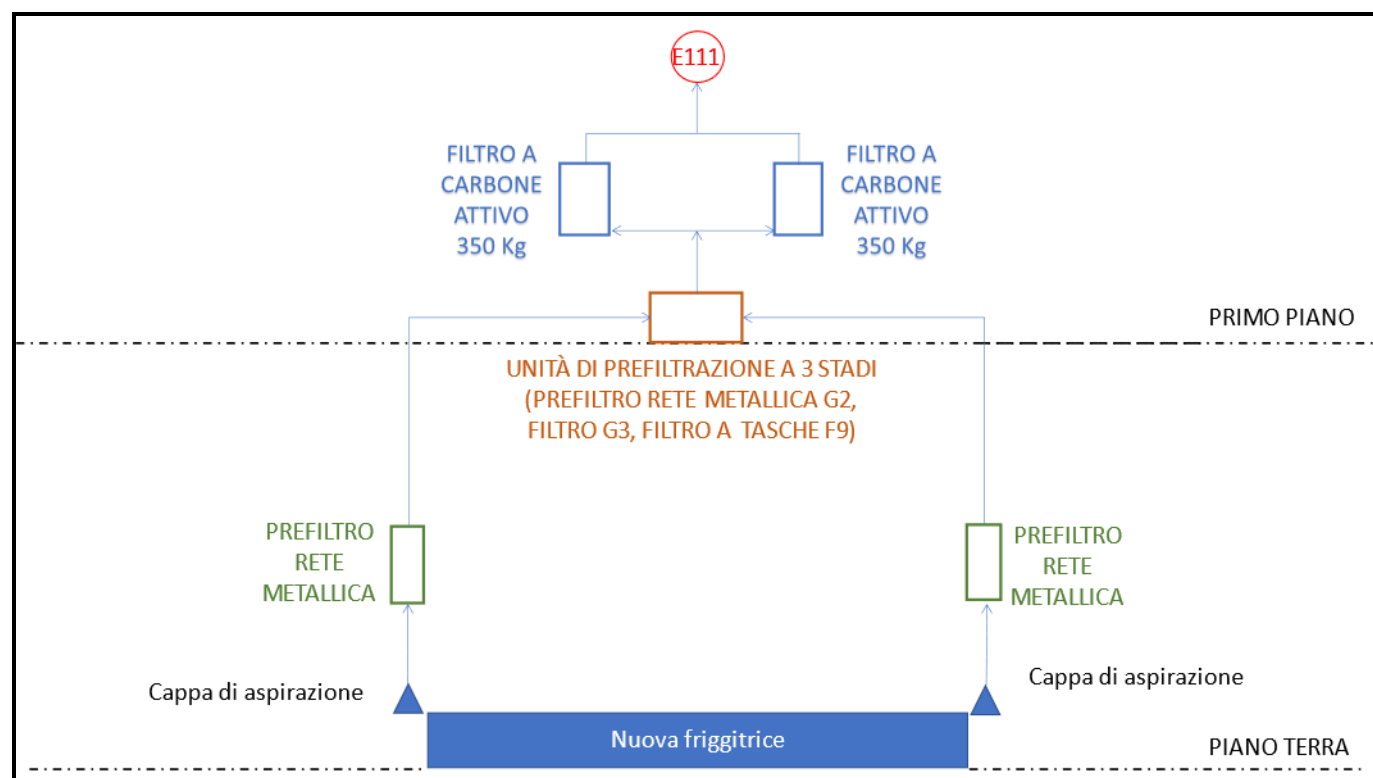 E111
FILTRO A
CARBONE
ATTIVO
350 Kg
FILTRO A
CARBONE
ATTIVO
350 Kg
PRIMO PIANO
UNITÀ DI PREFILTRAZIONE A 3 STADI
(PREFILTRO RETE METALLICA G2,
FILTRO G3, FILTRO A TASCHE F9)
PREFILTRO
RETE
METALLICA
PREFILTRO
RETE
METALLICA
Cappa di aspirazione
Cappa di aspirazione
Nuova friggitrice
PIANO TERRA